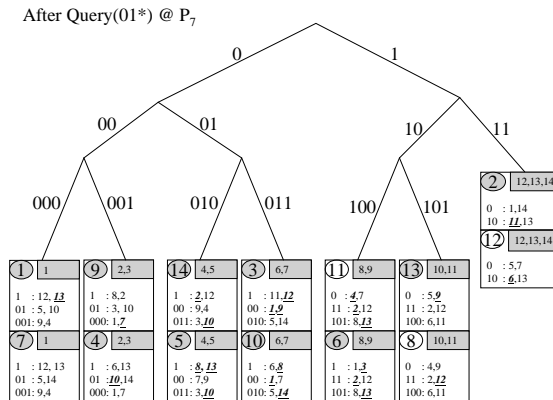 After Query(01*) @ P7
0
1
00
01
10
11
000
001
010
011
100
101
2 12,13,14
0 : 1,14
10 : 11,13
12 12,13,14
0 : 5,7
10 : 6,13
1 1
1 : 12, 13
01 : 5, 10
001: 9,4
7 1
1 : 12, 13
01 : 5,14
001: 9,4
9 2,3
1 : 8,2
01 : 3, 10
000: 1,7
4 2,3
1 : 6,13
01 :10,14
000: 1,7
14 4,5
1 : 2,12
00 : 9,4
011: 3,10
5 4,5
1 : 8, 13
00 : 7,9
011: 3,10
3 6,7
1 : 11,12
00 : 1,9
010: 5,14
10 6,7
1 : 6,8
00 : 1,7
010: 5,14
11 8,9
0 : 4,7
11 : 2,12
101: 8,13
6 8,9
1 : 1,3
11 : 2,12
101: 8,13
13 10,11
0 : 5,9
11 : 2,12
100: 6,11
8 10,11
0 : 4,9
11 : 2,12
100: 6,11